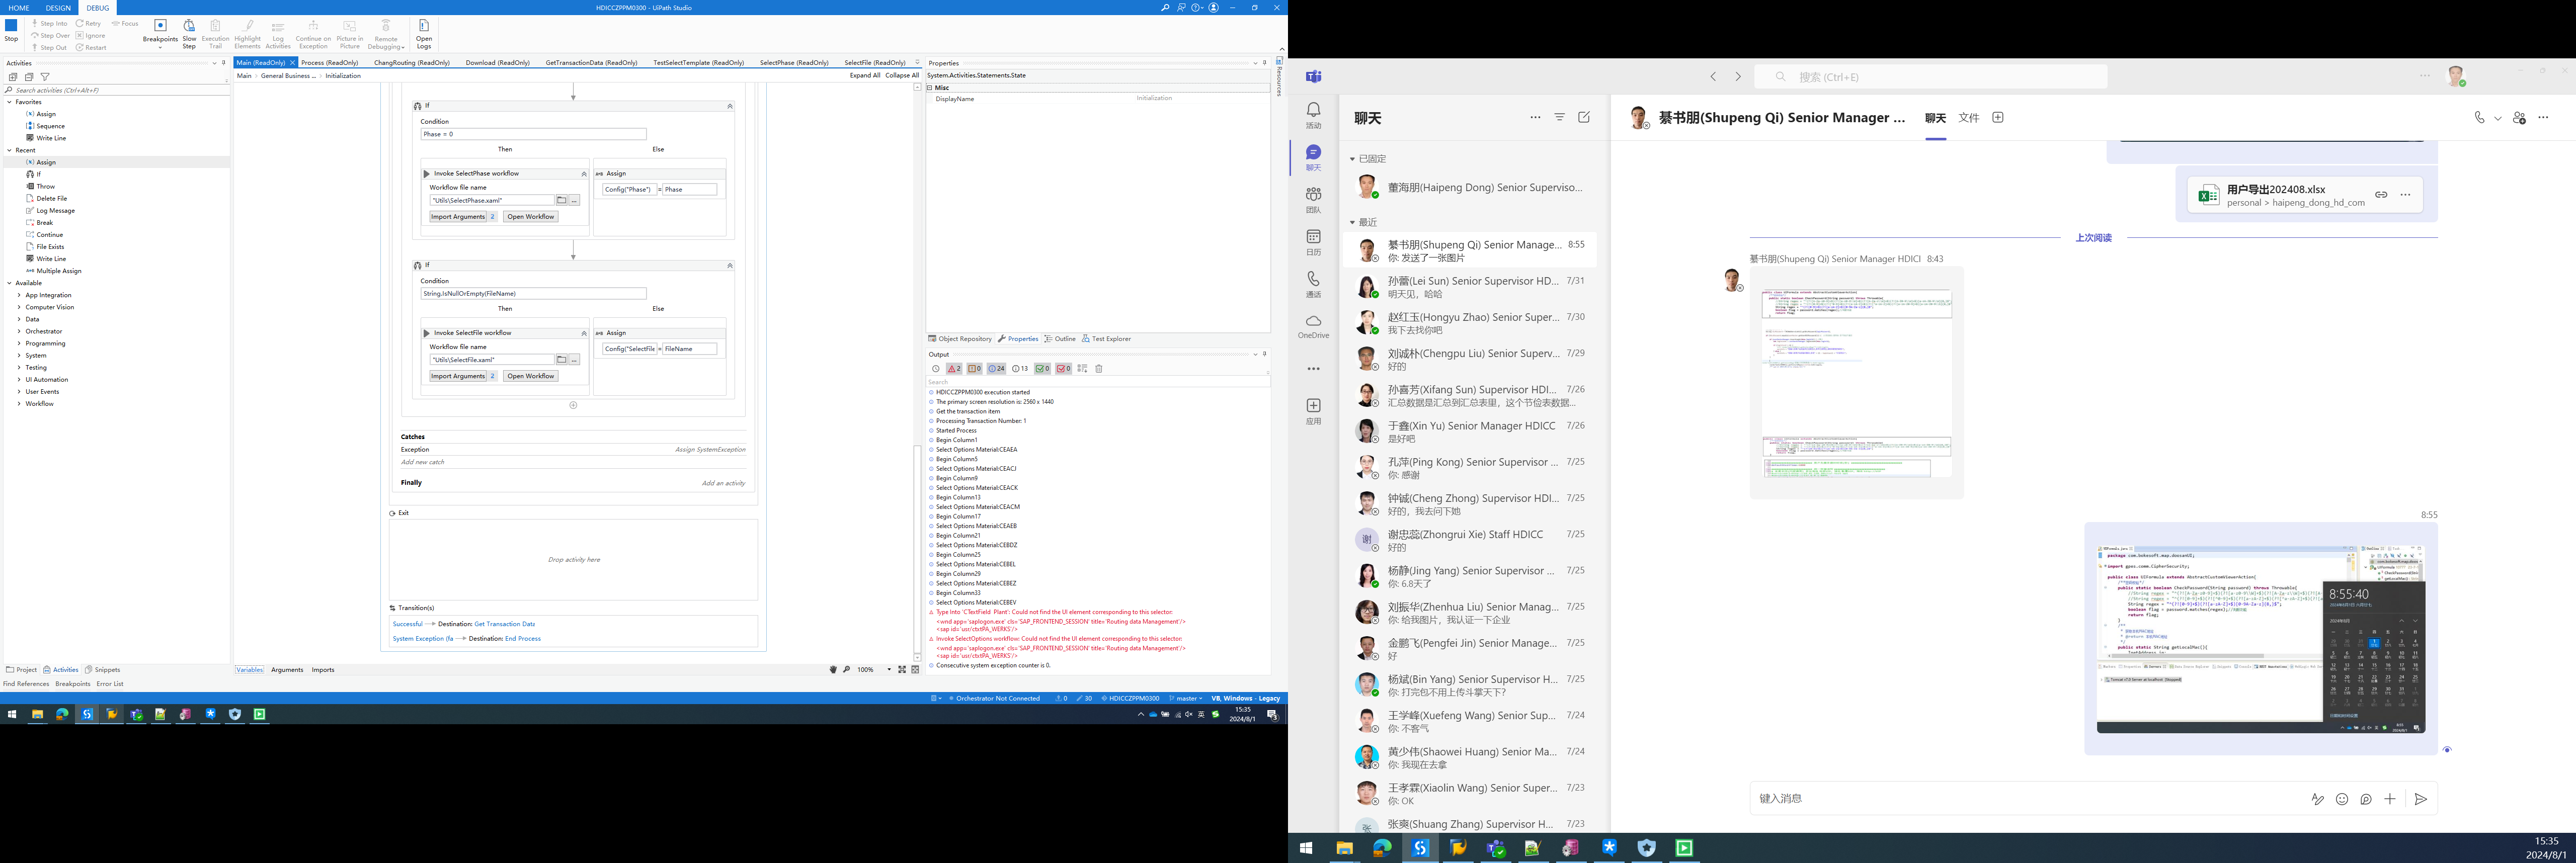 HOME DESIGN DEBUG
HDICCZPPM0300 - UiPath Studio
Stop
Step Into Retry Focus
Step Over Ignore
Step Out Restart
Breakpoints
Slow Step
Execution Trail
Highlight Elements
Log Activities
Continue on Exception
Picture in Picture
Remote Debugging
Open Logs
Activities
Search activities (Ctrl+Alt+F)
Favorites
Assign
Sequence
Write Line
Recent
Assign
If
Throw
Delete File
Log Message
Break
Continue
File Exists
Write Line
Multiple Assign
Available
App Integration
Computer Vision
Data
Orchestrator
Programming
System
Testing
UI Automation
User Events
Workflow
Project Activities Snippets
Find References Breakpoints Error List
Main (ReadOnly) Process (ReadOnly) ChangRouting (ReadOnly) Download (ReadOnly) GetTransactionData (ReadOnly) TestSelectTemplate (ReadOnly) SelectPhase (ReadOnly) SelectFile (ReadOnly)
Main > General Business ... > Initialization
Expand All Collapse All
If
Condition
Phase = 0
Then Else
Invoke SelectPhase workflow
Workflow file name
"Utils\SelectPhase.xaml"
Import Arguments 2 Open Workflow
Assign
Config("Phase") = Phase
If
Condition
String.IsNullOrEmpty(FileName)
Then Else
Invoke SelectFile workflow
Workflow file name
"Utils\SelectFile.xaml"
Import Arguments 2 Open Workflow
Assign
Config("SelectFile = FileName
Catches
Exception Assign SystemException
Add new catch
Finally Add an activity
Exit
Drop activity here
Transition(s)
Successful Destination: Get Transaction Data
System Exception (fa Destination: End Process
Variables Arguments Imports
100%
Properties
System.Activities.Statements.State
Misc
DisplayName Initialization
Resources
Object Repository Properties Outline Test Explorer
Output
2 0 24 13 0 0
Search
HDICCZPPM0300 execution started
The primary screen resolution is: 2560 x 1440
Get the transaction item
Processing Transaction Number: 1
Started Process
Begin Column1
Select Options Material:CEAEA
Begin Column5
Select Options Material:CEACJ
Begin Column9
Select Options Material:CEACK
Begin Column13
Select Options Material:CEACM
Begin Column17
Select Options Material:CEAEB
Begin Column21
Select Options Material:CEBDZ
Begin Column25
Select Options Material:CEBEL
Begin Column29
Select Options Material:CEBEZ
Begin Column33
Select Options Material:CEBEV
Type Into 'CTextField Plant': Could not find the UI element corresponding to this selector:
<wnd app='saplogon.exe' cls='SAP_FRONTEND_SESSION' title='Routing data Management'/>
<sap id='usr/ctxtPA_WERKS'/>
Invoke SelectOptions workflow: Could not find the UI element corresponding to this selector:
<wnd app='saplogon.exe' cls='SAP_FRONTEND_SESSION' title='Routing data Management'/>
<sap id='usr/ctxtPA_WERKS'/>
Consecutive system exception counter is 0.
Orchestrator Not Connected 0 30 HDICCZPPM0300 master VB, Windows - Legacy
英
15:35
2024/8/1
搜索 (Ctrl+E)
活动
聊天
团队
日历
通话
OneDrive
应用
聊天
已固定
董海朋(Haipeng Dong) Senior Superviso...
最近
綦书朋(Shupeng Qi) Senior Manage... 8:55
你: 发送了一张图片
孙蕾(Lei Sun) Senior Supervisor HD... 7/31
明天见，哈哈
赵红玉(Hongyu Zhao) Senior Super... 7/30
我下去找你吧
刘诚朴(Chengpu Liu) Senior Superv... 7/29
好的
孙喜芳(Xifang Sun) Supervisor HDI... 7/26
汇总数据是汇总到汇总表里，这个节俭表数据...
于鑫(Xin Yu) Senior Manager HDICC 7/26
是好吧
孔萍(Ping Kong) Senior Supervisor ... 7/25
你: 感谢
钟铖(Cheng Zhong) Supervisor HDI... 7/25
好的，我去问下她
谢忠蕊(Zhongrui Xie) Staff HDICC 7/25
好的
杨静(Jing Yang) Senior Supervisor ... 7/25
你: 6.8天了
刘振华(Zhenhua Liu) Senior Manag... 7/25
你: 给我图片，我认证一下企业
金鹏飞(Pengfei Jin) Senior Manager... 7/25
好
杨斌(Bin Yang) Senior Supervisor H... 7/25
你: 打完包不用上传斗掌天下?
王学峰(Xuefeng Wang) Senior Sup... 7/24
你: 不客气
黄少伟(Shaowei Huang) Senior Ma... 7/24
你: 我现在去拿
王孝霖(Xiaolin Wang) Senior Super... 7/23
你: OK
张爽(Shuang Zhang) Supervisor H... 7/23
綦书朋(Shupeng Qi) Senior Manager ...
聊天 文件
用户导出202408.xlsx
personal > haipeng_dong_hd_com
上次阅读
綦书朋(Shupeng Qi) Senior Manager HDICI 8:43
8:55
package com.bokesoft.map.doosanUI;
import gpos.comm.CipherSecurity;
public class UIFormula extends AbstractCustomViewerAction{
public static boolean CheckPassword(String password) throws Throwable{
return flag;
public static String getLocalMac(){
8:55:40
键入消息
15:35
2024/8/1